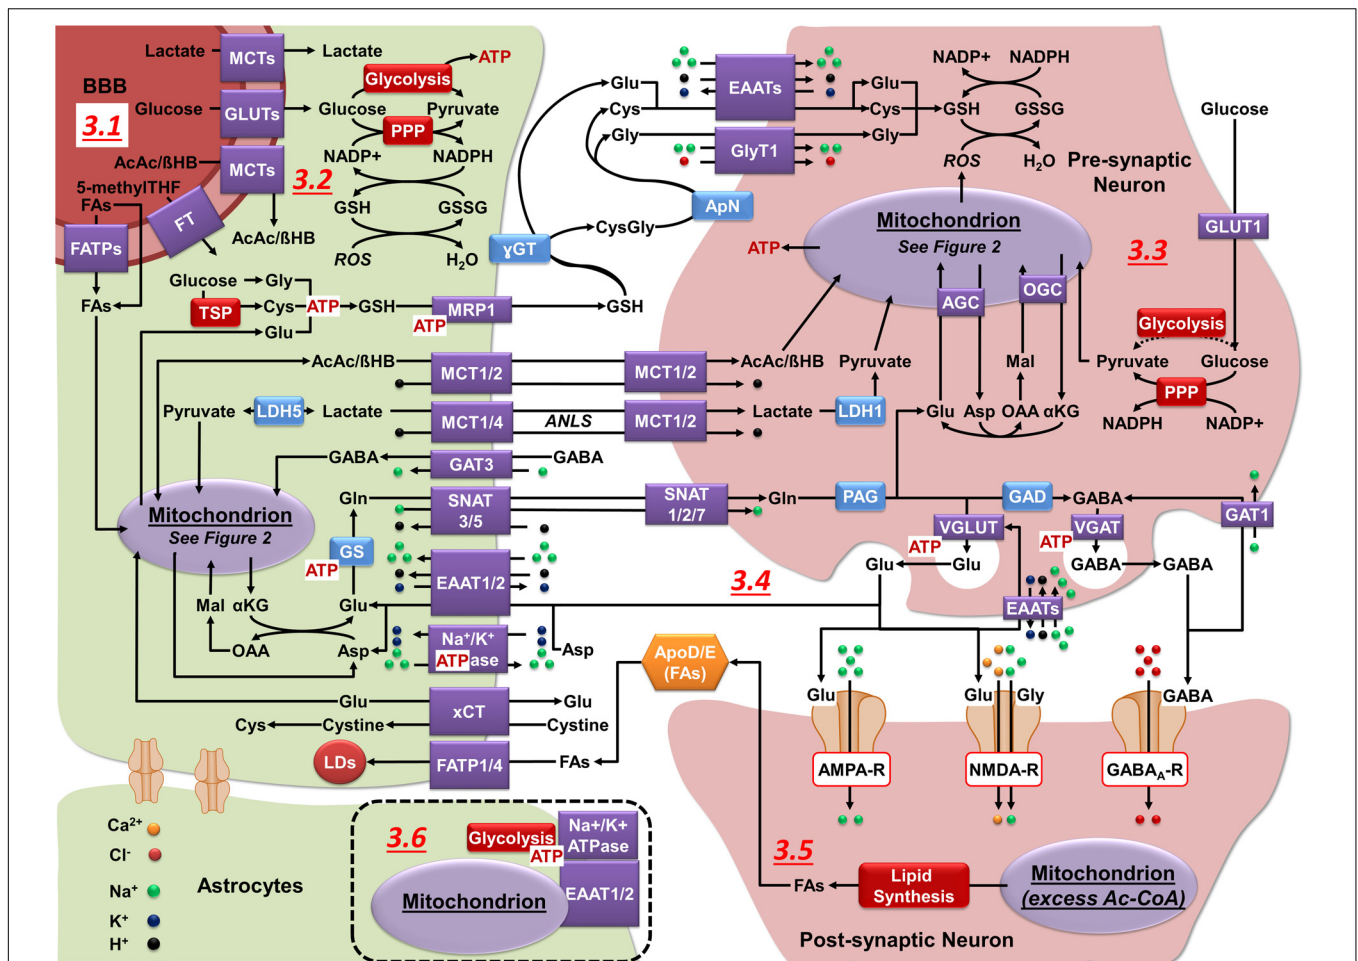 Lactate
MCTs
Lactate
BBB
3.1
Glucose
GLUTs
AcAc/ßHB
MCTs
3.2
5-methylTHF
FAs
FT
FATPs
AcAc/ßHB
FAs
Glycolysis
ATP
Glucose
Pyruvate
PPP
NADP+
NADPH
GSH
GSSG
ROS
H2O
Glucose
Gly
TSP
Cys
ATP
GSH
Glu
MRP1
ATP
GSH
γGT
CysGly
ApN
Glu
Cys
Gly
EAATs
GlyT1
Glu
Cys
Gly
GSH
NADP+
NADPH
GSSG
ROS
H2O
Pre-synaptic
Neuron
Glucose
GLUT1
3.3
Mitochondrion
See Figure 2
ATP
AGC
OGC
Glycolysis
Pyruvate
Glucose
PPP
NADPH
NADP+
AcAc/ßHB
MCT1/2
MCT1/2
AcAc/ßHB
Pyruvate
Mal
Pyruvate
LDH5
Lactate
MCT1/4
ANLS
MCT1/2
Lactate
LDH1
Glu
Asp
OAA
αKG
GABA
GAT3
GABA
Gln
SNAT
3/5
SNAT
1/2/7
Gln
PAG
GAD
GABA
GAT1
Mitochondrion
See Figure 2
GS
ATP
EAAT1/2
VGLUT
ATP
Glu
Glu
VGAT
ATP
GABA
GABA
3.4
EAATs
Mal
αKG
Glu
OAA
Asp
Na+/K+
ATPase
Asp
ApoD/E
(FAs)
Glu
xCT
Glu
Cys
Cystine
Cystine
LDs
FATP1/4
FAs
Glu
Glu
Gly
GABA
AMPA-R
NMDA-R
GABAA-R
Ca2+
Cl-
Na+
K+
H+
Astrocytes
3.6
Glycolysis
ATP
Na+/K+
ATPase
EAAT1/2
Mitochondrion
3.5
FAs
Lipid
Synthesis
Mitochondrion
(excess Ac-CoA)
Post-synaptic Neuron